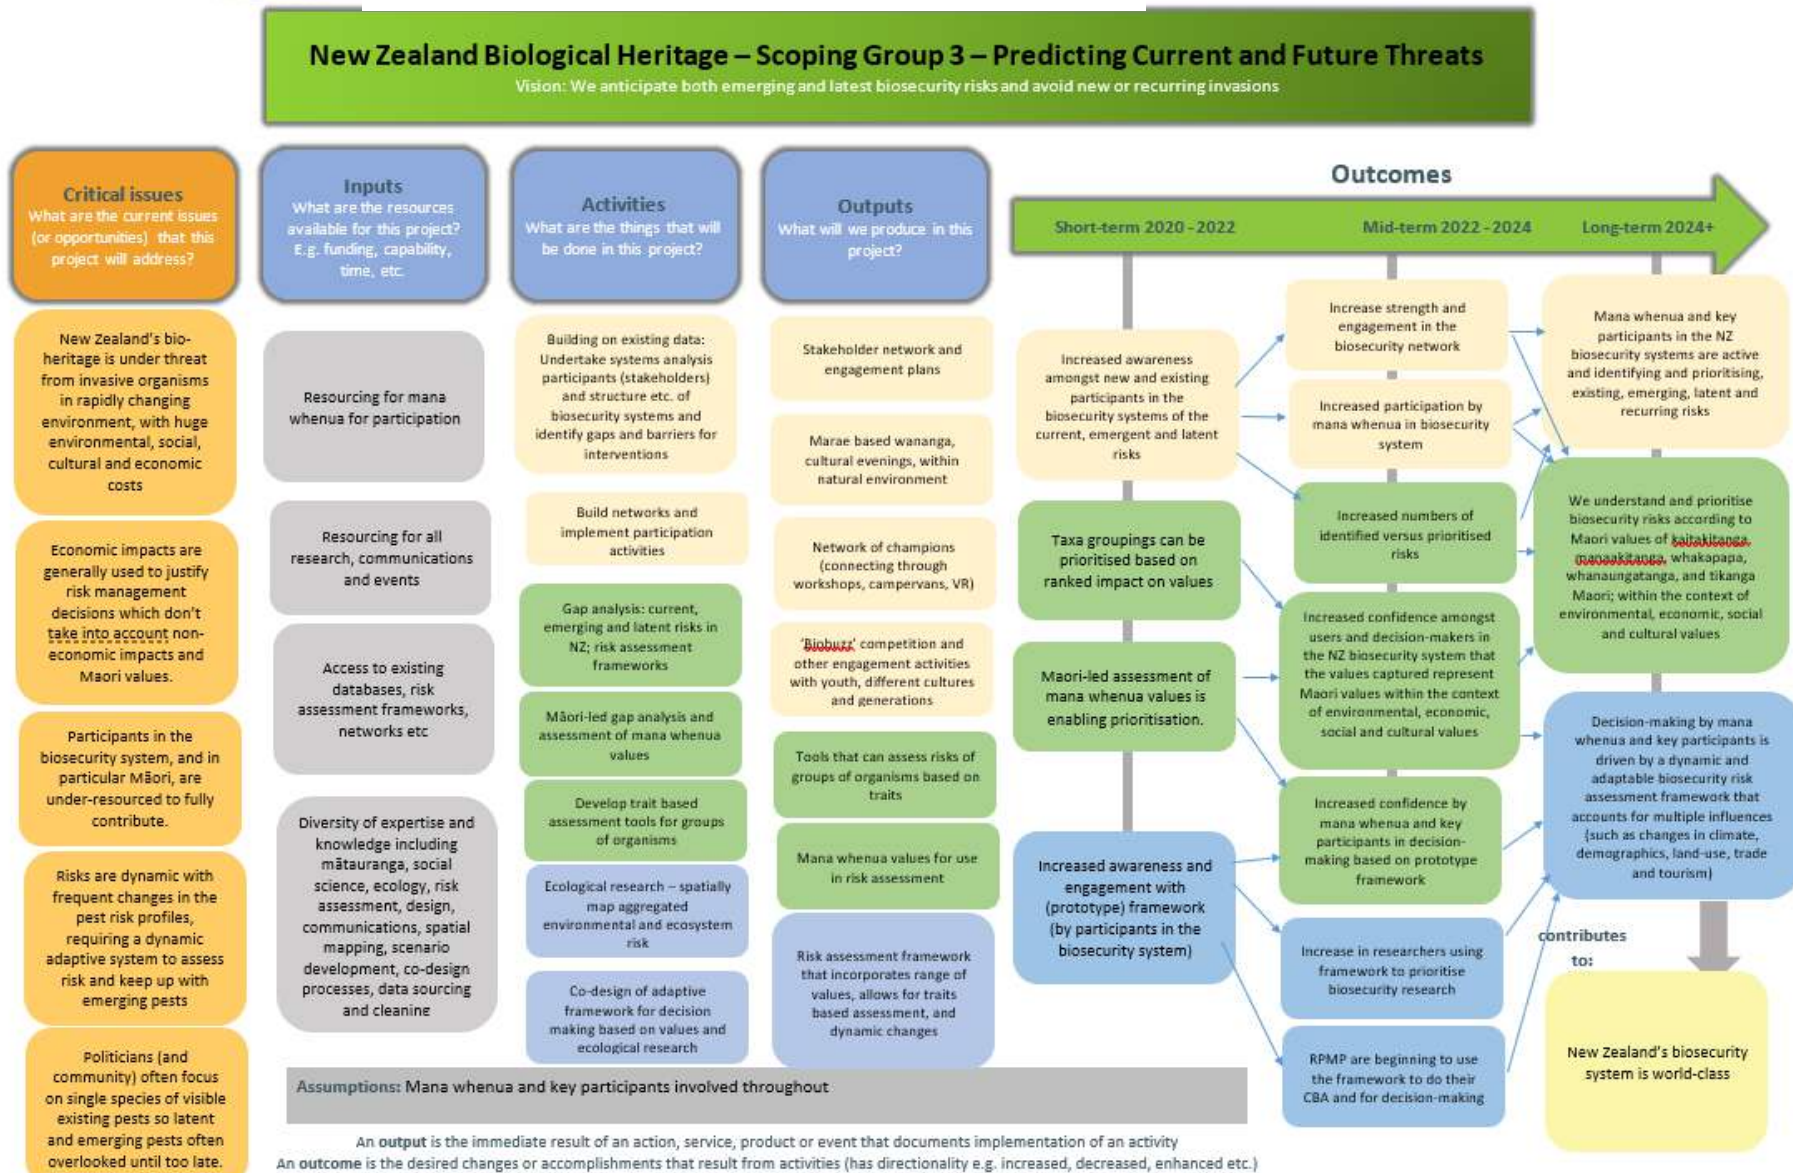 New Zealand Biological Heritage – Scoping Group 3 – Predicting Current and Future Threats
Vision: We anticipate both emerging and latest biosecurity risks and avoid new or recurring invasions
Critical issues
What are the current issues
(or opportunities) that this
project will address?
New Zealand's bio-
heritage is under threat
from invasive organisms
in rapidly changing
environment, with huge
environmental, social,
cultural and economic
costs
Economic impacts are
generally used to justify
risk management
decisions which don't
take into account non-
economic impacts and
Maori values.
Participants in the
biosecurity system, and in
particular Māori, are
under-resourced to fully
contribute.
Risks are dynamic with
frequent changes in the
pest risk profiles,
requiring a dynamic
adaptive system to assess
risk and keep up with
emerging pests
Politicians (and
community) often focus
on single species of visible
existing pests so latent
and emerging pests often
overlooked until too late.
Inputs
What are the resources
available for this project?
E.g. funding, capability,
time, etc.
Resourcing for mana
whenua for participation
Resourcing for all
research, communications
and events
Access to existing
databases, risk
assessment frameworks,
networks etc
Diversity of expertise and
knowledge including
mātauranga, social
science, ecology, risk
assessment, design,
communications, spatial
mapping, scenario
development, co-design
processes, data sourcing
and cleaning
Activities
What are the things that will
be done in this project?
Building on existing data:
Undertake systems analysis
participants (stakeholders)
and structure etc. of
biosecurity systems and
identify gaps and barriers for
interventions
Build networks and
implement participation
activities
Gap analysis: current,
emerging and latent risks in
NZ; risk assessment
frameworks
Māori-led gap analysis and
assessment of mana whenua
values
Develop trait based
assessment tools for groups
of organisms
Ecological research – spatially
map aggregated
environmental and ecosystem
risk
Co-design of adaptive
framework for decision
making based on values and
ecological research
Outputs
What will we produce in this
project?
Stakeholder network and
engagement plans
Marae based wananga,
cultural evenings, within
natural environment
Network of champions
(connecting through
workshops, campervans, VR)
'Biobuzz' competition and
other engagement activities
with youth, different cultures
and generations
Tools that can assess risks of
groups of organisms based on
traits
Mana whenua values for use
in risk assessment
Risk assessment framework
that incorporates range of
values, allows for traits
based assessment, and
dynamic changes
Outcomes
Short-term 2020 - 2022
Mid-term 2022 - 2024
Long-term 2024+
Increased awareness
amongst new and existing
participants in the
biosecurity systems of the
current, emergent and latent
risks
Taxa groupings can be
prioritised based on
ranked impact on values
Maori-led assessment of
mana whenua values is
enabling prioritisation.
Increased awareness and
engagement with
(prototype) framework
(by participants in the
biosecurity system)
Increase strength and
engagement in the
biosecurity network
Increased participation by
mana whenua in biosecurity
system
Increased numbers of
identified versus prioritised
risks
Increased confidence amongst
users and decision-makers in
the NZ biosecurity system that
the values captured represent
Maori values within the context
of environmental, economic,
social and cultural values
Increased confidence by
mana whenua and key
participants in decision-
making based on prototype
framework
Increase in researchers using
framework to prioritise
biosecurity research
RPMP are beginning to use
the framework to do their
CBA and for decision-making
Mana whenua and key
participants in the NZ
biosecurity systems are active
and identifying and prioritising,
existing, emerging, latent and
recurring risks
We understand and prioritise
biosecurity risks according to
Maori values of kaitakitanga,
manaakitanga, whakapapa,
whanaungatanga, and tikanga
Maori; within the context of
environmental, economic, social
and cultural values
Decision-making by mana
whenua and key participants is
driven by a dynamic and
adaptable biosecurity risk
assessment framework that
accounts for multiple influences
(such as changes in climate,
demographics, land-use, trade
and tourism)
contributes
to:
New Zealand's biosecurity
system is world-class
Assumptions: Mana whenua and key participants involved throughout
An output is the immediate result of an action, service, product or event that documents implementation of an activity
An outcome is the desired changes or accomplishments that result from activities (has directionality e.g. increased, decreased, enhanced etc.)